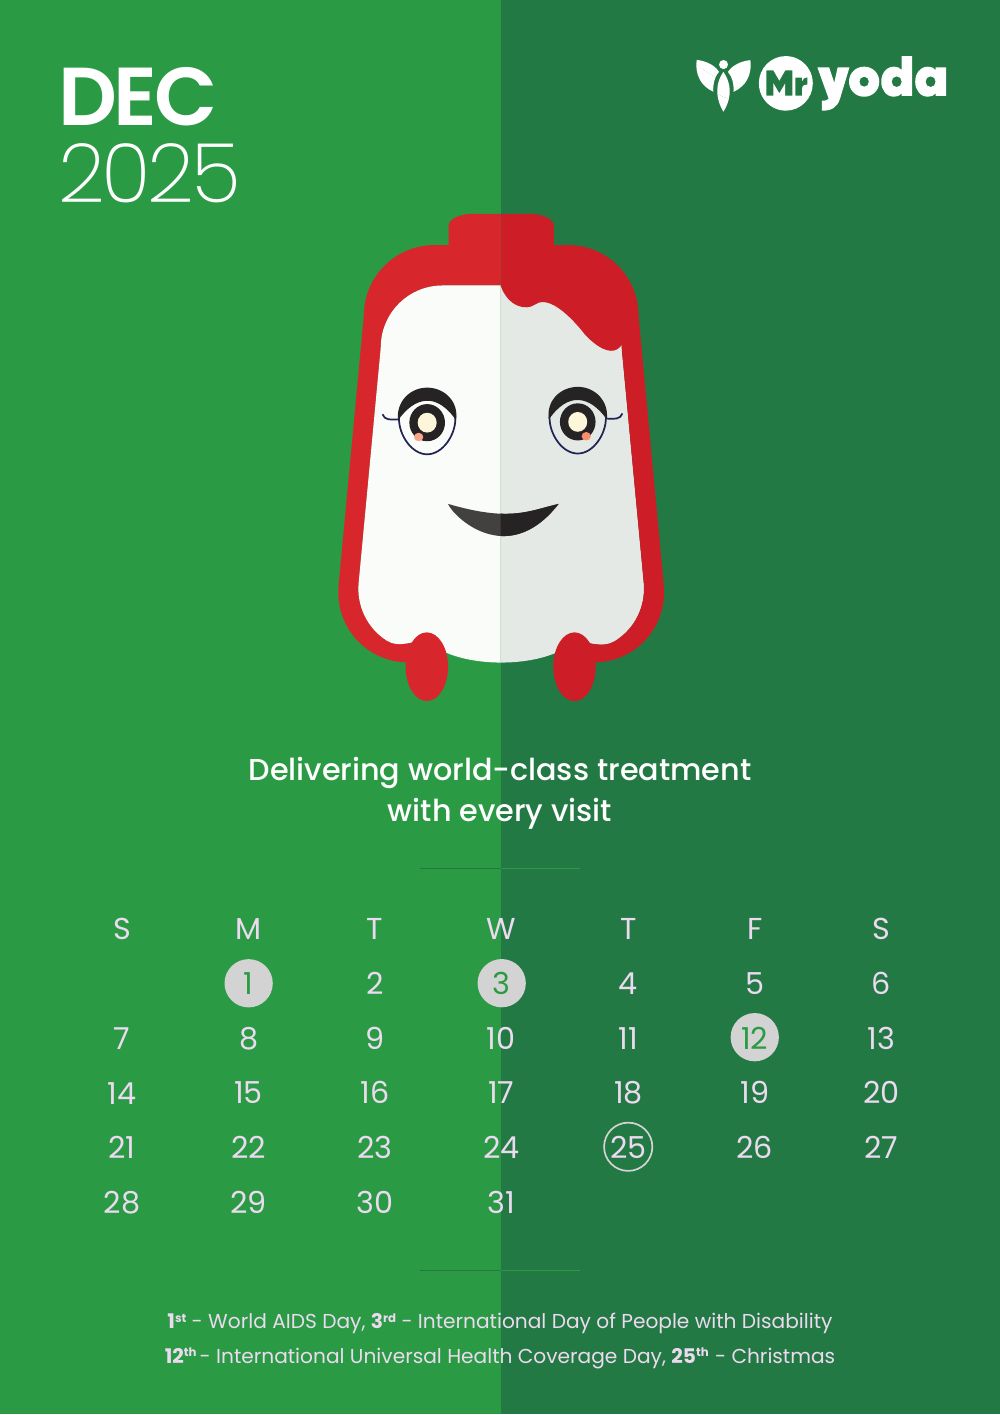 DEC
2025
Mr yoda
Delivering world-class treatment
with every visit
S M T W T F S
1 2 3 4 5 6
7 8 9 10 11 12 13
14 15 16 17 18 19 20
21 22 23 24 25 26 27
28 29 30 31
1st - World AIDS Day, 3rd - International Day of People with Disability
12th - International Universal Health Coverage Day, 25th - Christmas